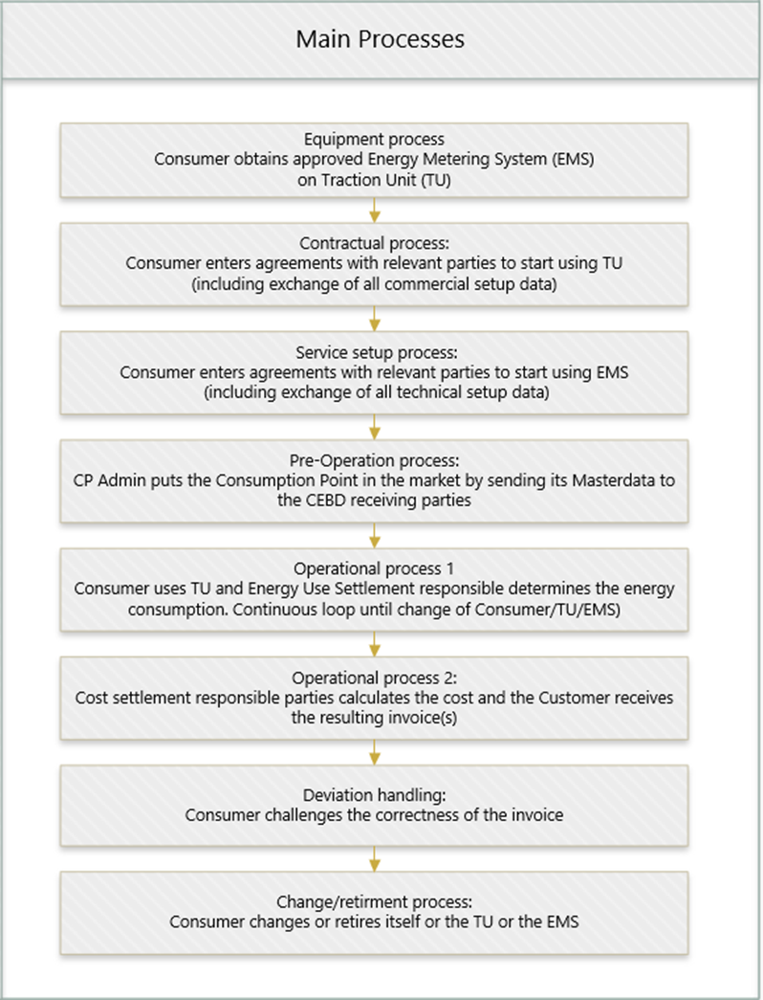 Main Processes
Equipment process
Consumer obtains approved Energy Metering System (EMS)
on Traction Unit (TU)
Contractual process:
Consumer enters agreements with relevant parties to start using TU
(including exchange of all commercial setup data)
Service setup process:
Consumer enters agreements with relevant parties to start using EMS
(including exchange of all technical setup data)
Pre-Operation process:
CP Admin puts the Consumption Point in the market by sending its Masterdata to
the CEBD receiving parties
Operational process 1
Consumer uses TU and Energy Use Settlement responsible determines the energy
consumption. Continuous loop until change of Consumer/TU/EMS)
Operational process 2:
Cost settlement responsible parties calculates the cost and the Customer receives
the resulting invoice(s)
Deviation handling:
Consumer challenges the correctness of the invoice
Change/retirment process:
Consumer changes or retires itself or the TU or the EMS